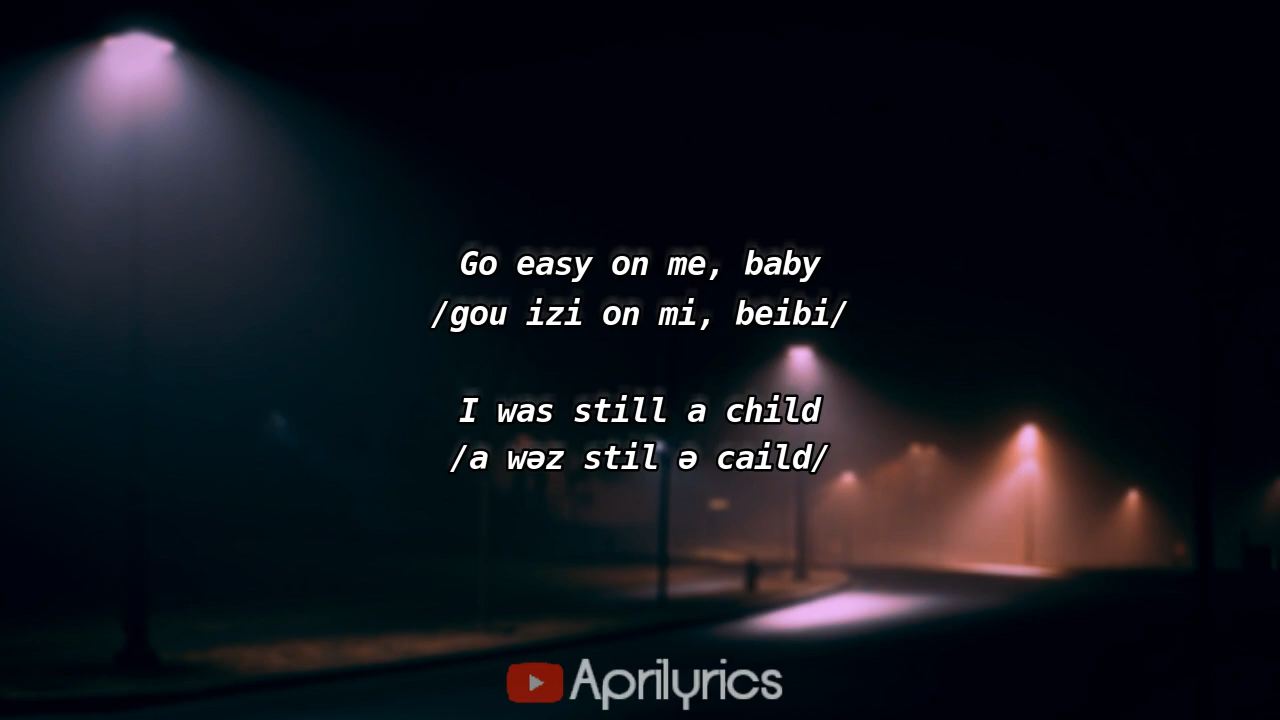 Go easy on me, baby
/gou izi on mi, beibi/
I was still a child
/a wəz stil ə caild/
Aprilyrics